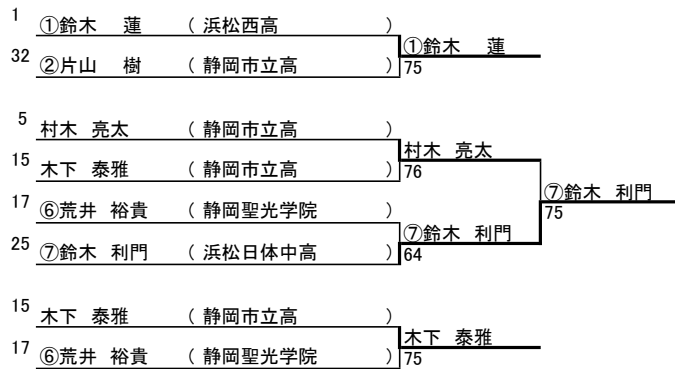 1 ①鈴木　蓮 ( 浜松西高 )
①鈴木　蓮
32 ②片山　樹 ( 静岡市立高 )
75
5 村木 亮太 ( 静岡市立高 )
村木 亮太
15 木下 泰雅 ( 静岡市立高 )
76
⑦鈴木 利門
17 ⑥荒井 裕貴 ( 静岡聖光学院 )
75
⑦鈴木 利門
25 ⑦鈴木 利門 ( 浜松日体中高 )
64
15 木下 泰雅 ( 静岡市立高 )
木下 泰雅
17 ⑥荒井 裕貴 ( 静岡聖光学院 )
75